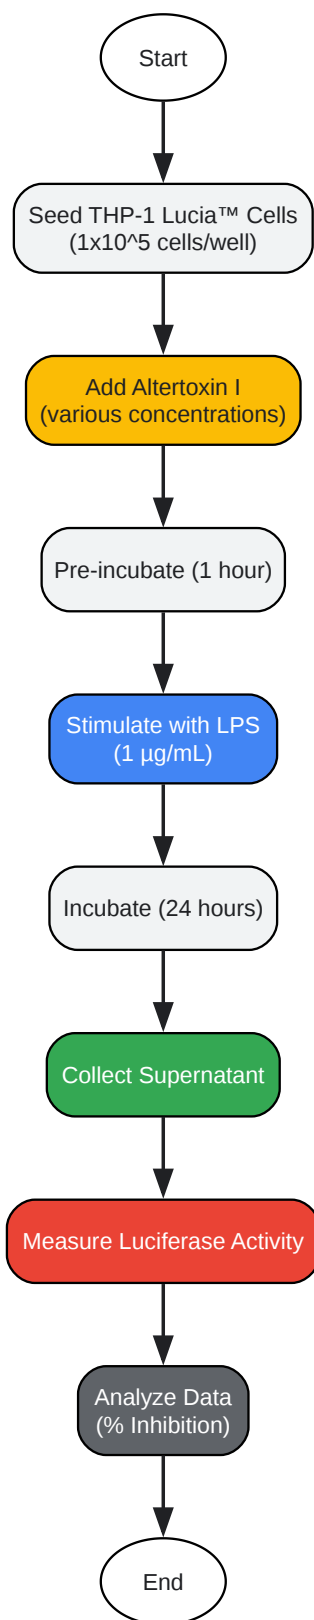 Start
Seed THP-1 Lucia™ Cells
(1x10^5 cells/well)
Add Altertoxin I
(various concentrations)
Pre-incubate (1 hour)
Stimulate with LPS
(1 µg/mL)
Incubate (24 hours)
Collect Supernatant
Measure Luciferase Activity
Analyze Data
(% Inhibition)
End